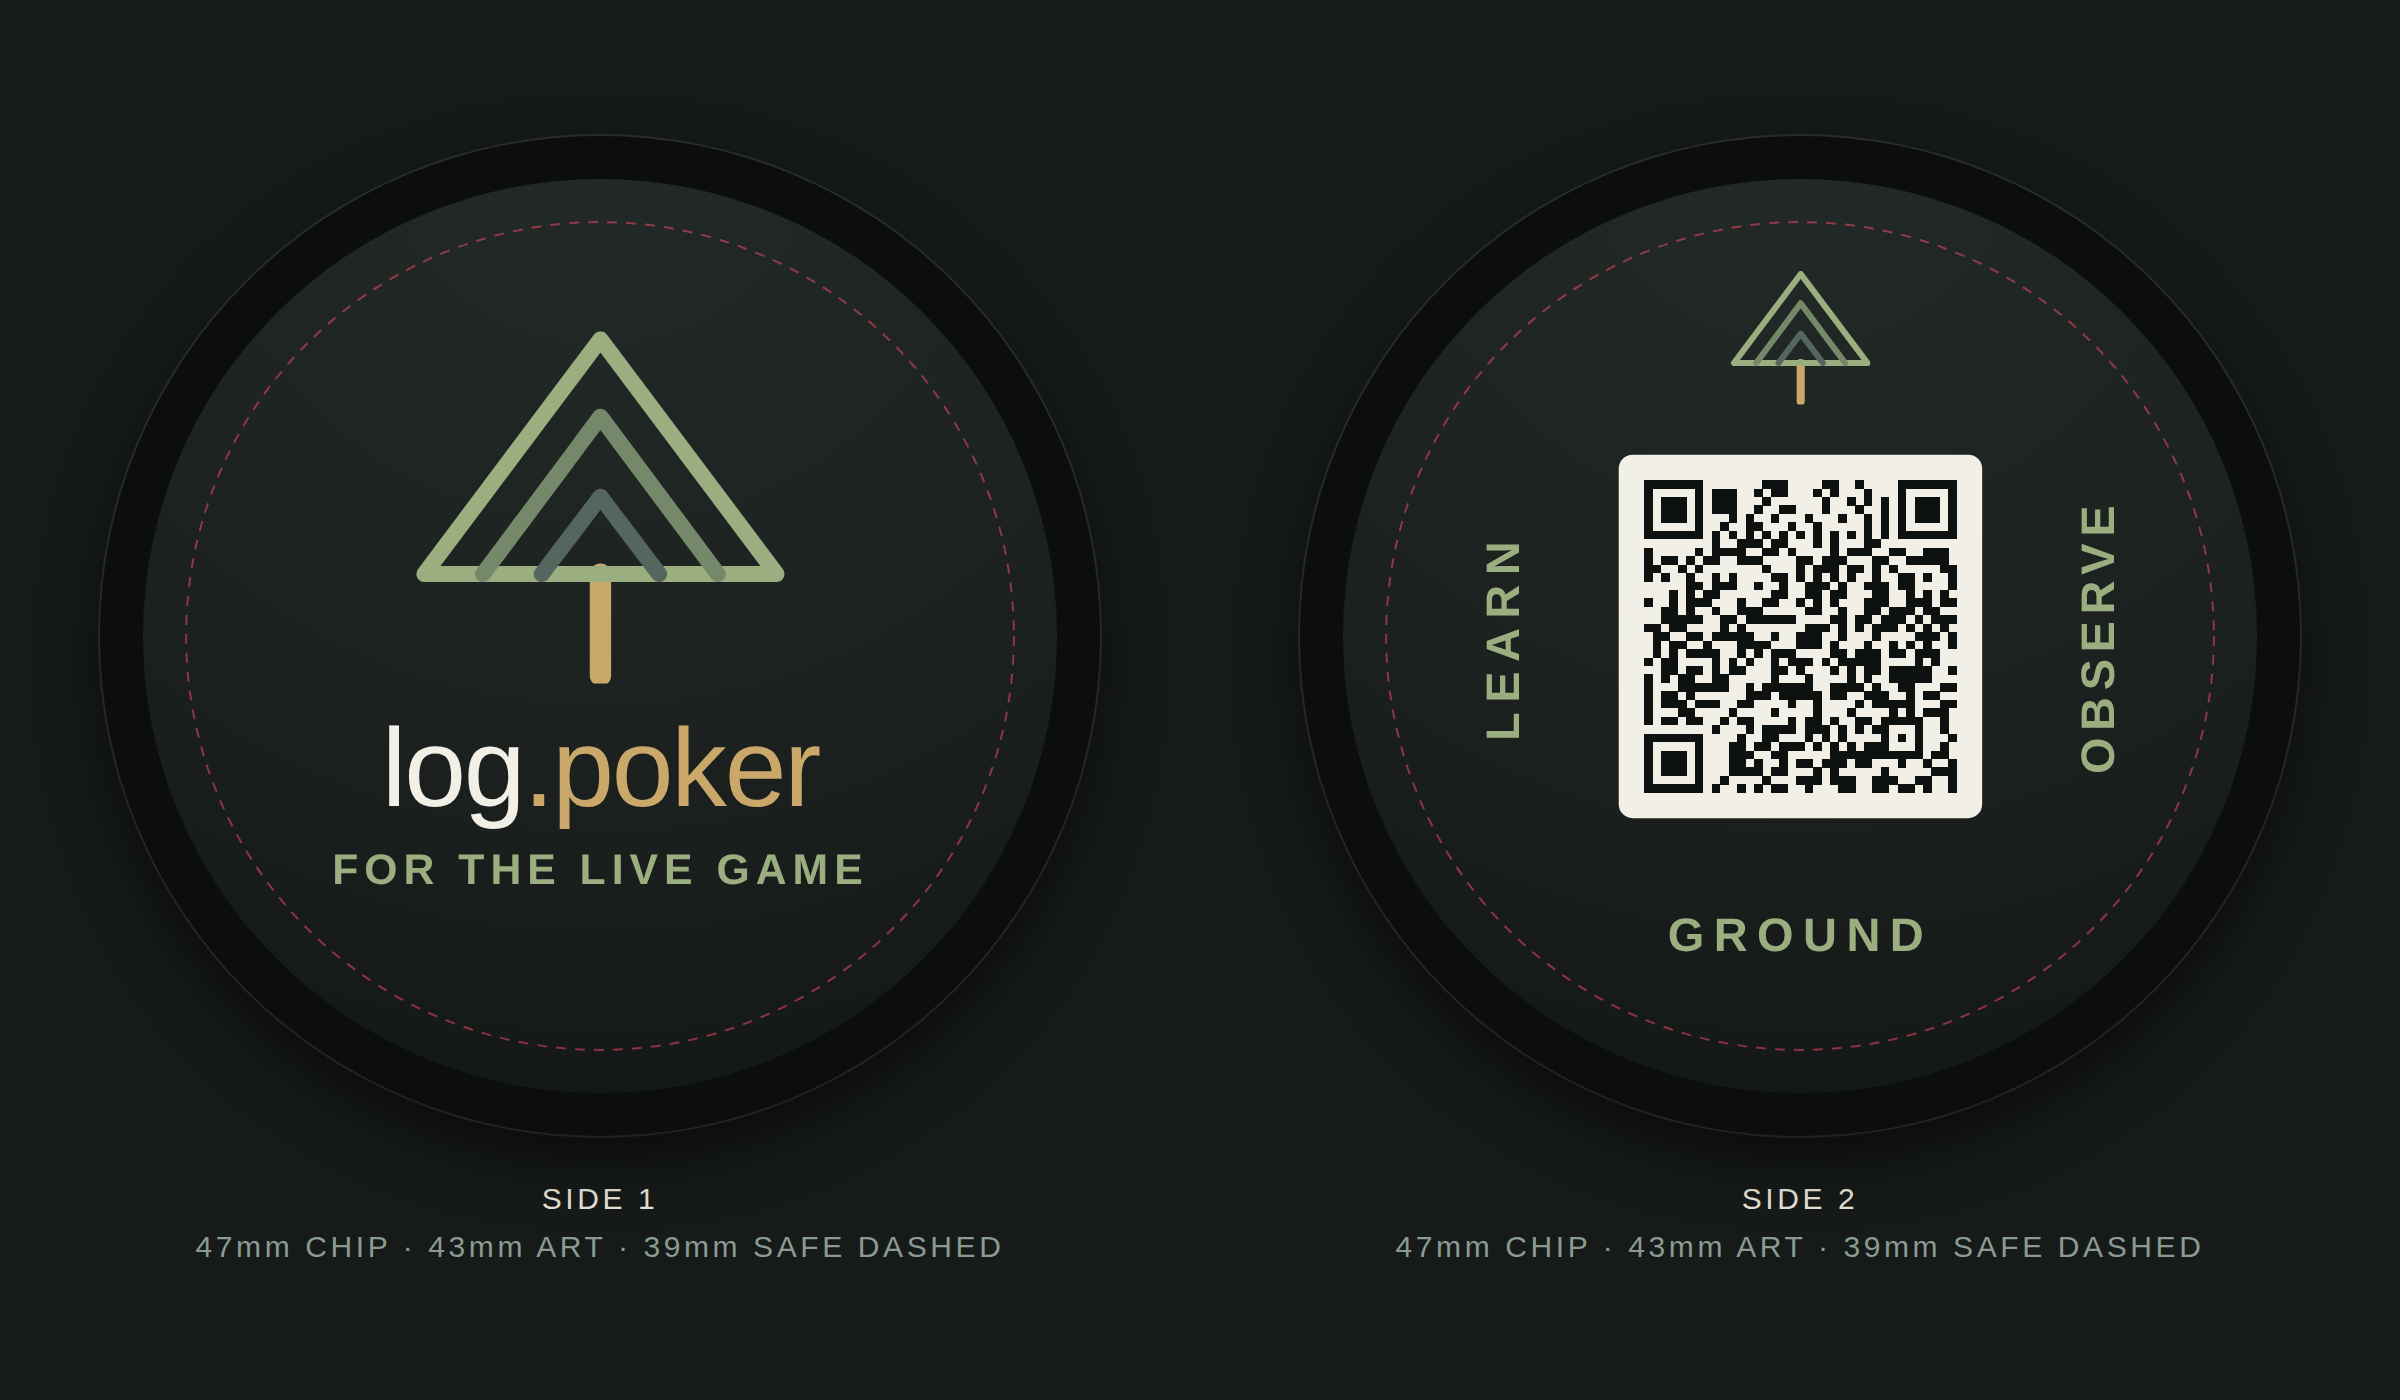 log.poker
FOR THE LIVE GAME
SIDE 1
47mm CHIP · 43mm ART · 39mm SAFE DASHED
LEARN
OBSERVE
GROUND
SIDE 2
47mm CHIP · 43mm ART · 39mm SAFE DASHED